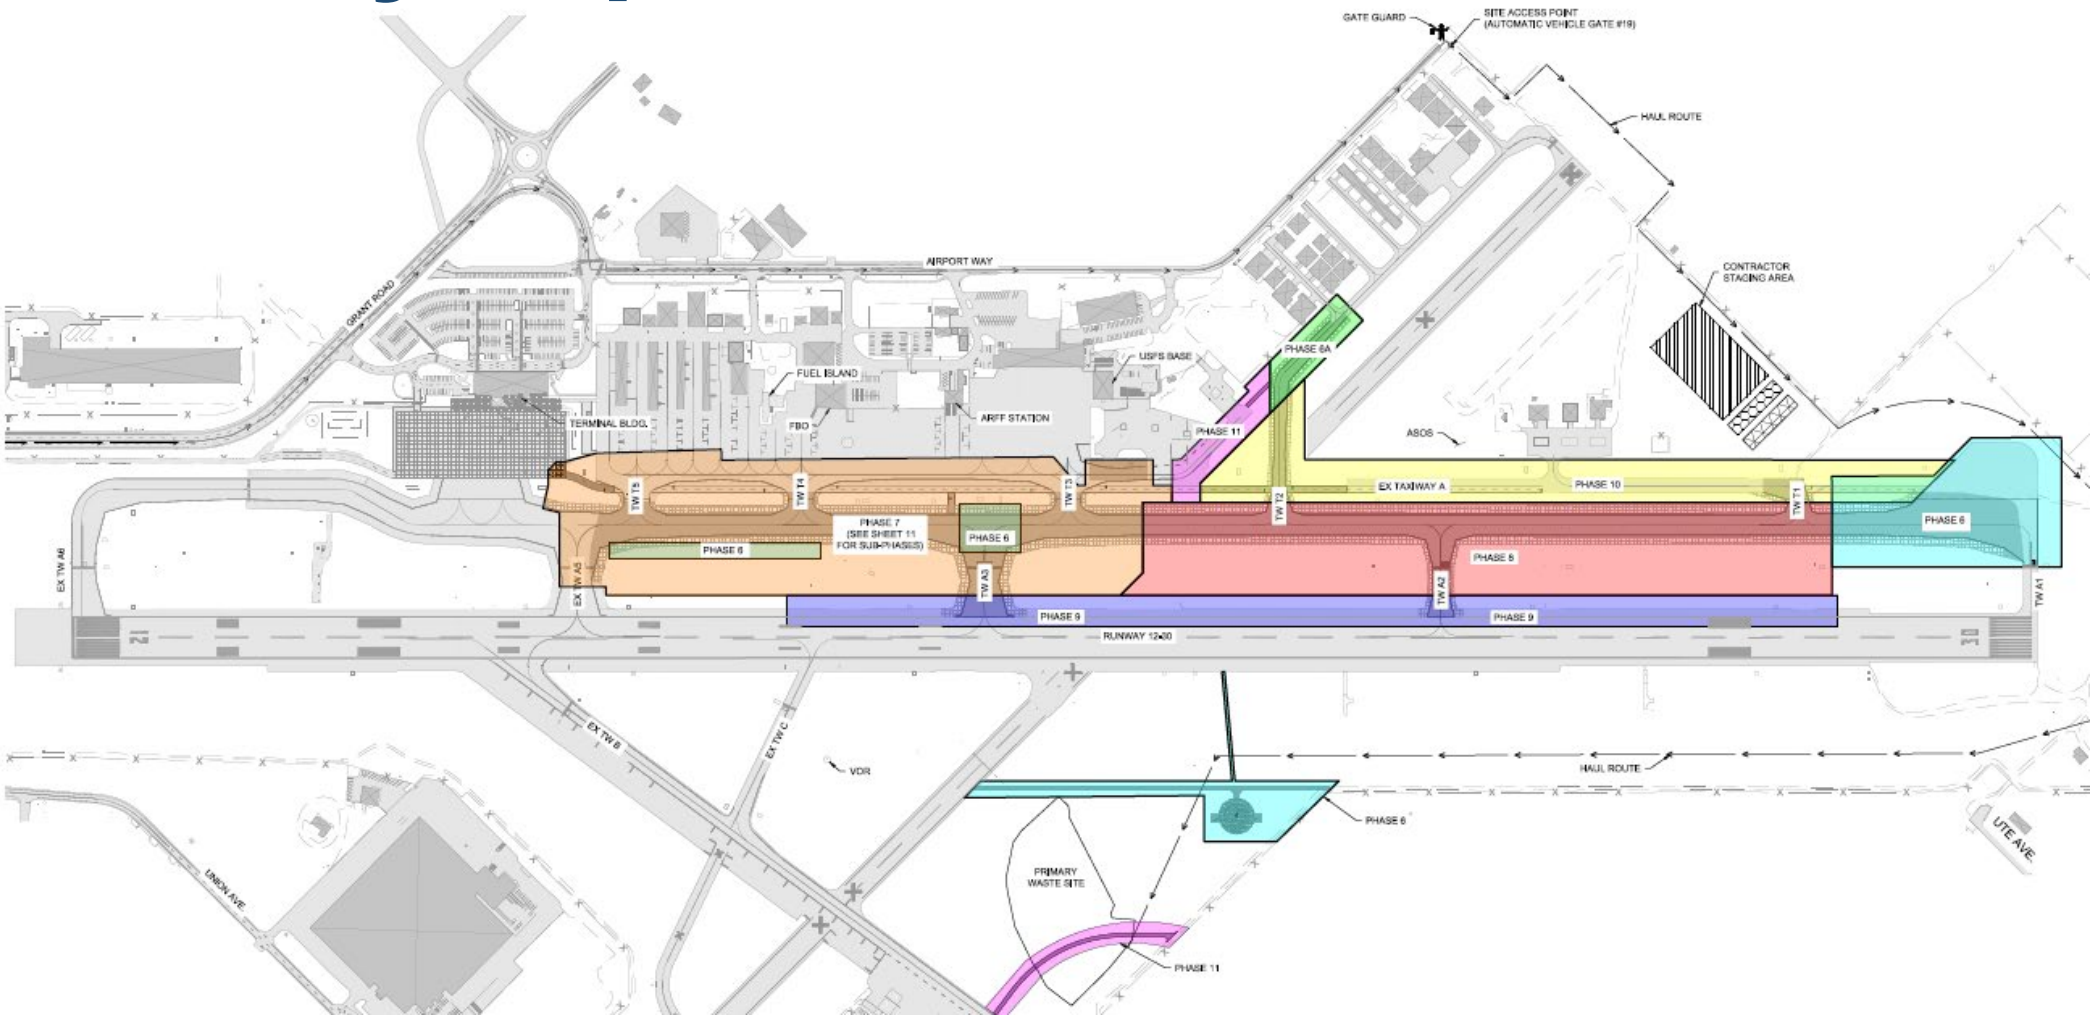 GATE GUARD
SITE ACCESS POINT
(AUTOMATIC VEHICLE GATE #19)
HAUL ROUTE
AIRPORT WAY
CONTRACTOR
STAGING AREA
GRANT ROAD
PHASE 6A
USFS BASE
FUEL ISLAND
ARFF STATION
TERMINAL BLDG.
FBO
PHASE 11
ASOS
EX TAXIWAY A
PHASE 10
TW T5
TW T4
TW T3
TW T2
TW T1
PHASE 7
(SEE SHEET 11
FOR SUB-PHASES)
PHASE 6
PHASE 6
PHASE 6
PHASE 8
EX TW A6
EX TW A5
TW A3
TW A2
TW A1
PHASE 9
PHASE 9
RUNWAY 12-30
12
EX TW B
EX TW C
VOR
HAUL ROUTE
PHASE 6
UTE AVE.
PRIMARY
WASTE SITE
UNION AVE.
PHASE 11